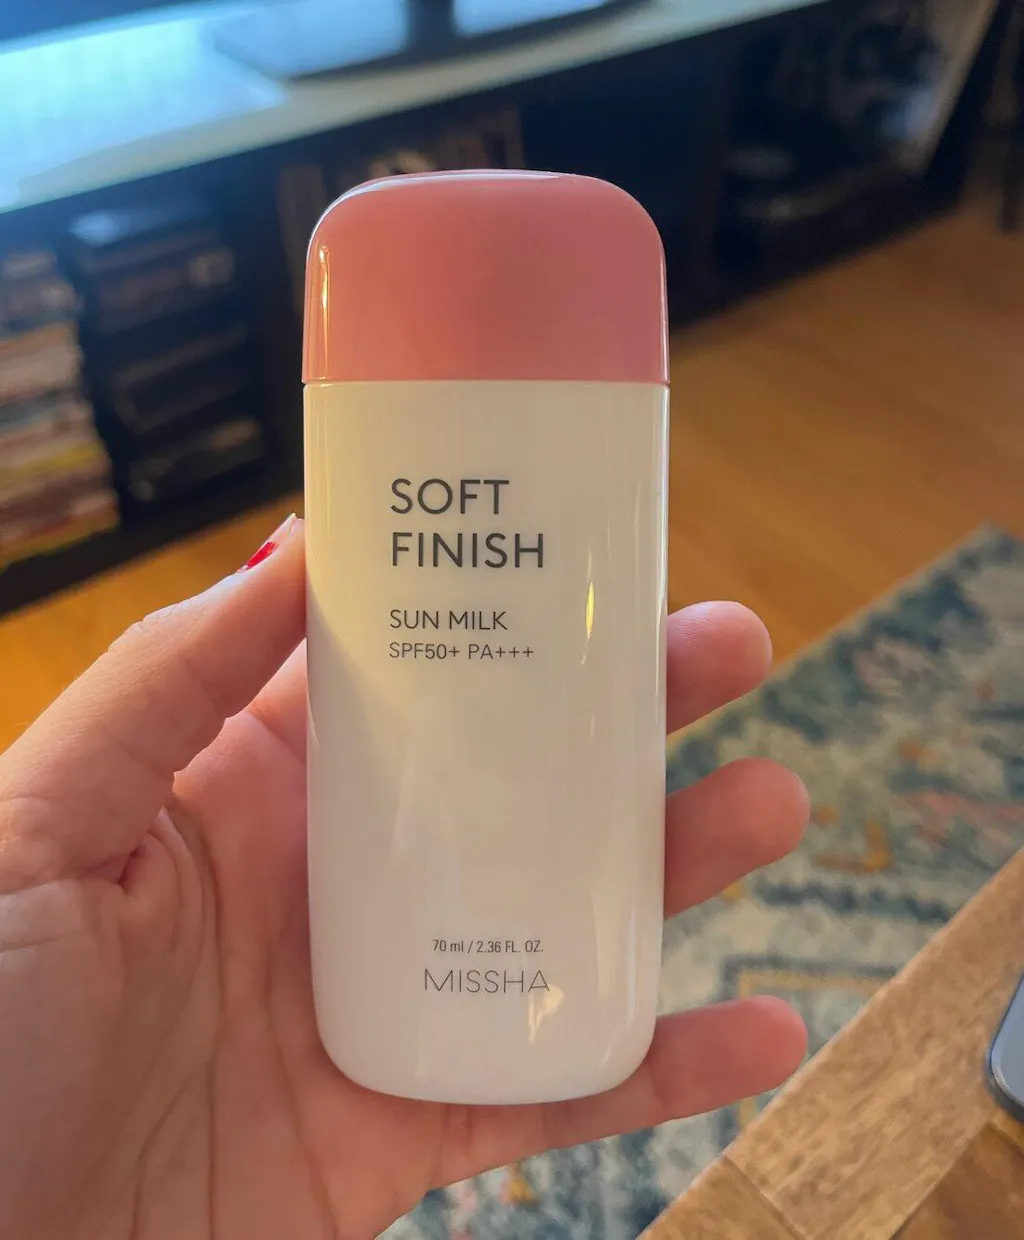 SOFT
FINISH
SUN MILK
SPF50+ PA+++
70 ml / 2.36 FL. OZ.
MISSHA